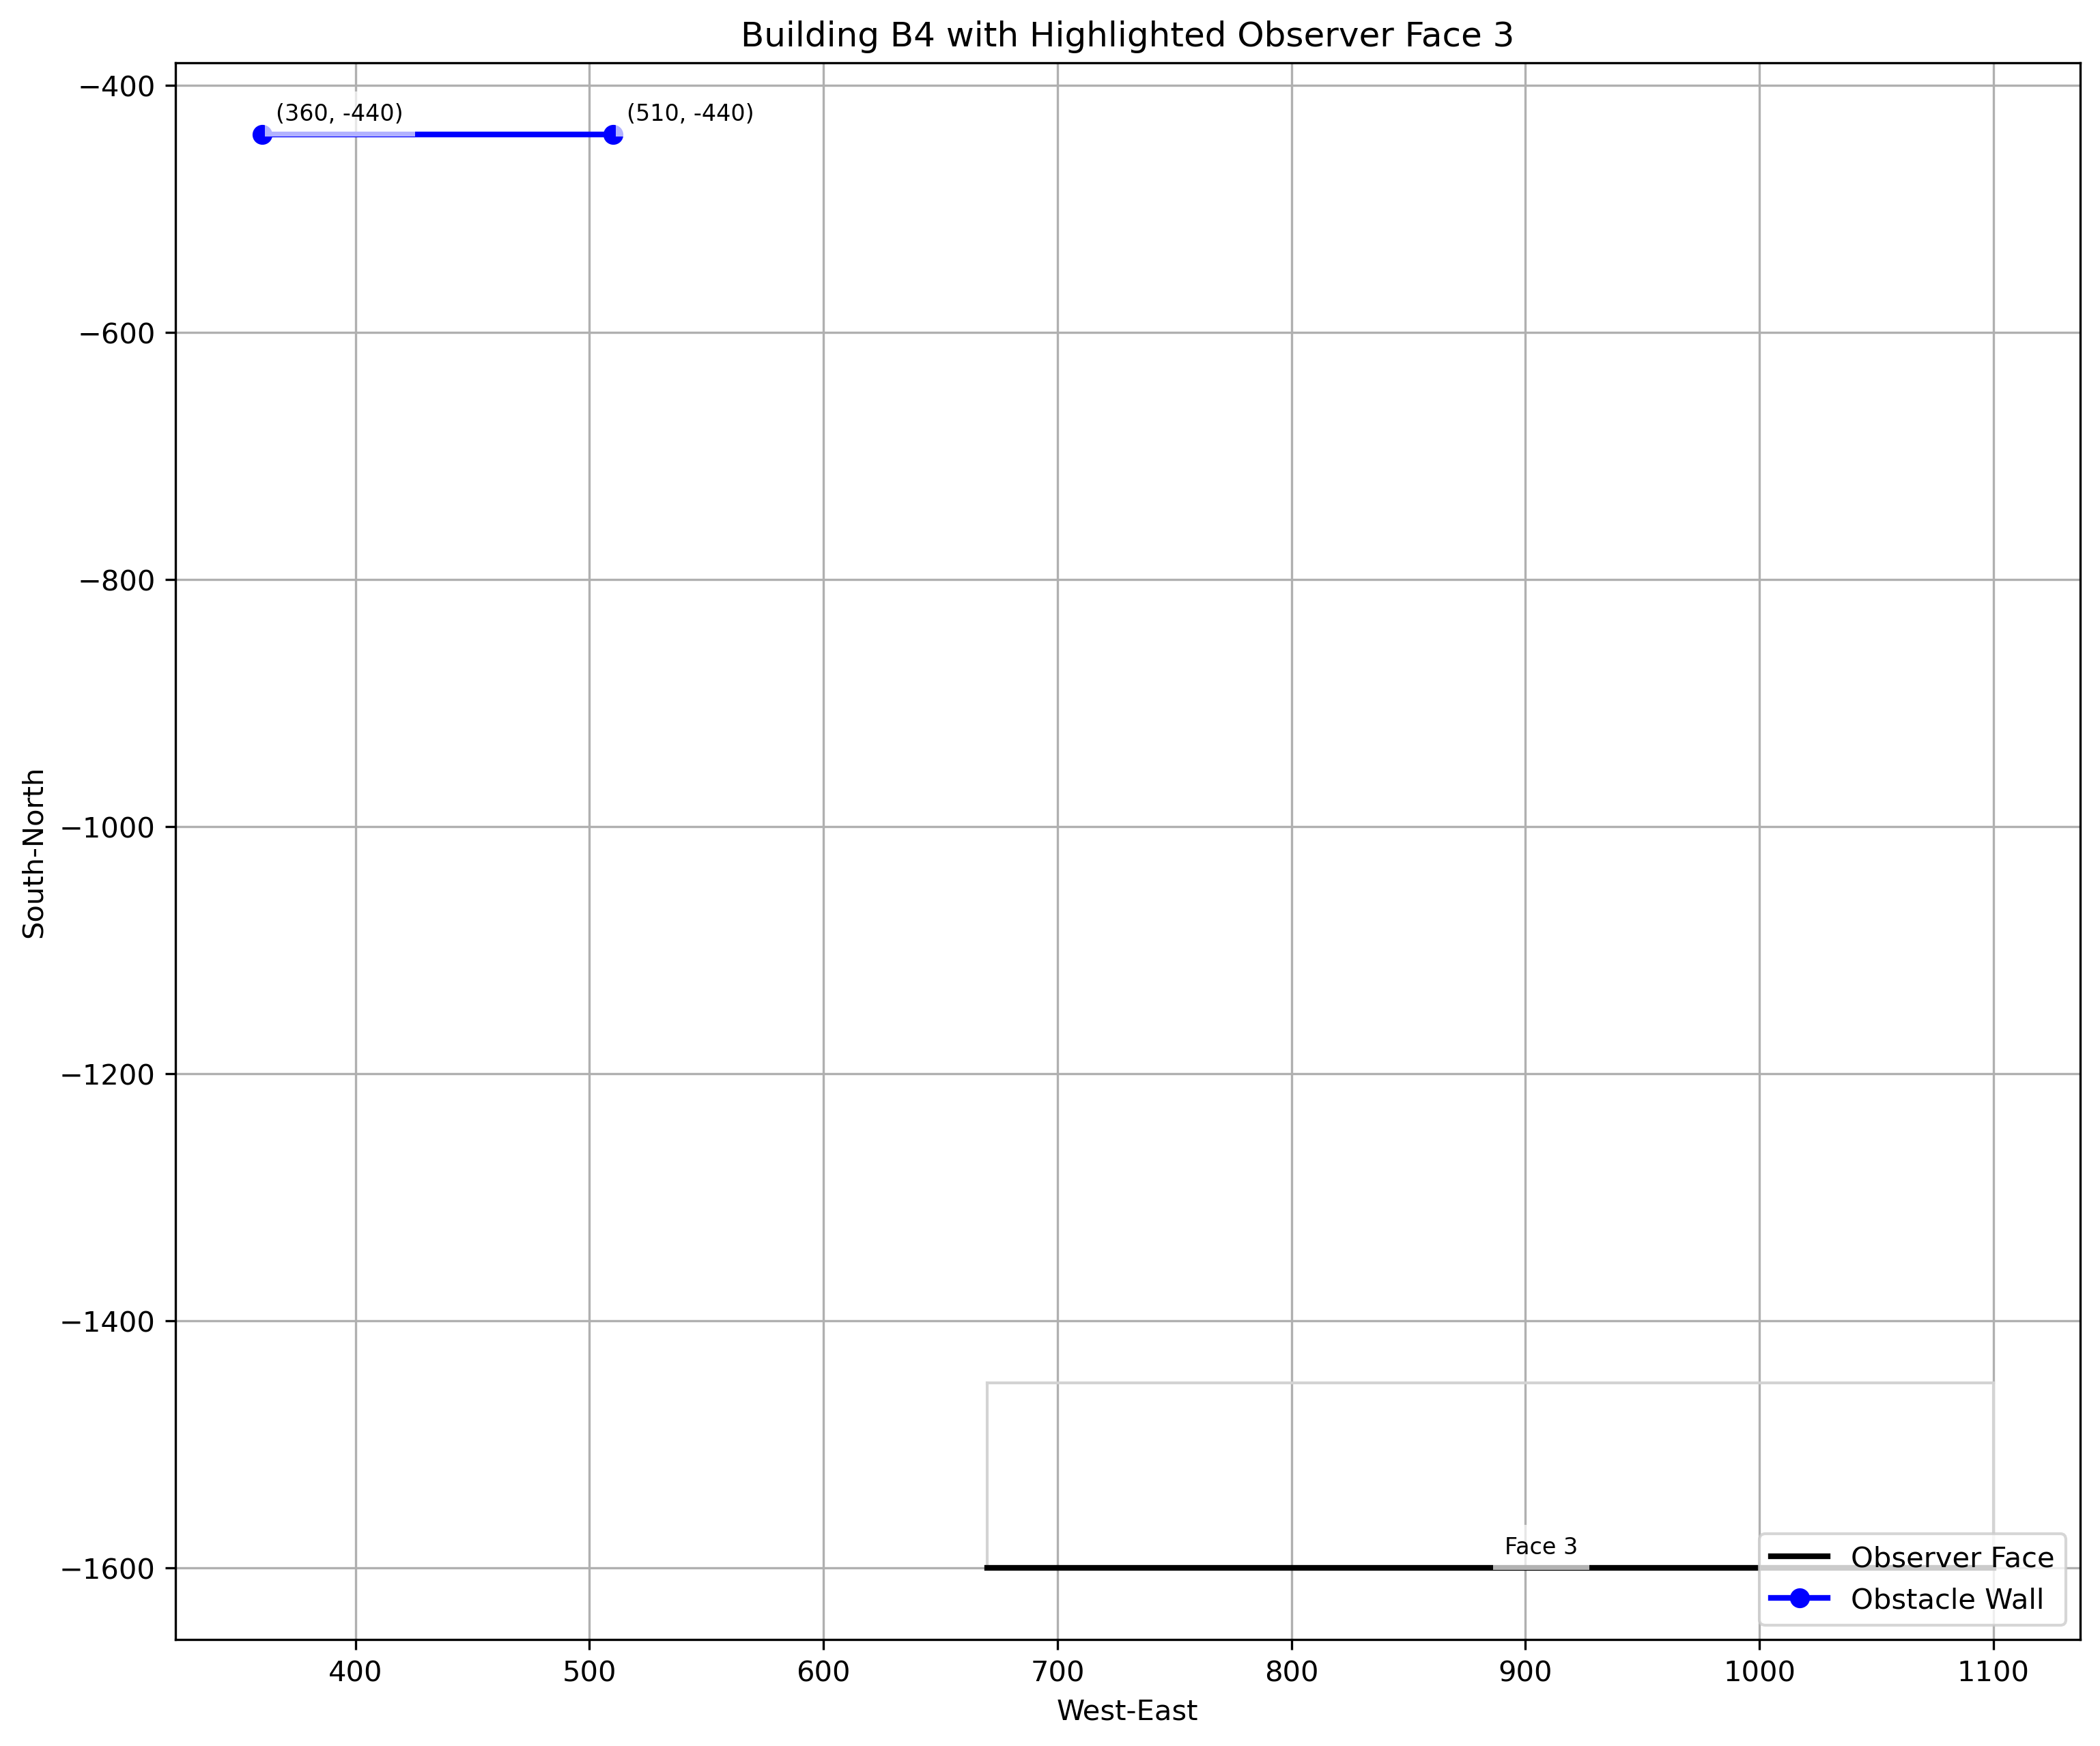 Building B4 with Highlighted Observer Face 3
−400
(360, -440)
(510, -440)
−600
−800
−1000
−1200
−1400
−1600
South-North
Face 3
Observer Face
Obstacle Wall
400
500
600
700
800
900
1000
1100
West-East